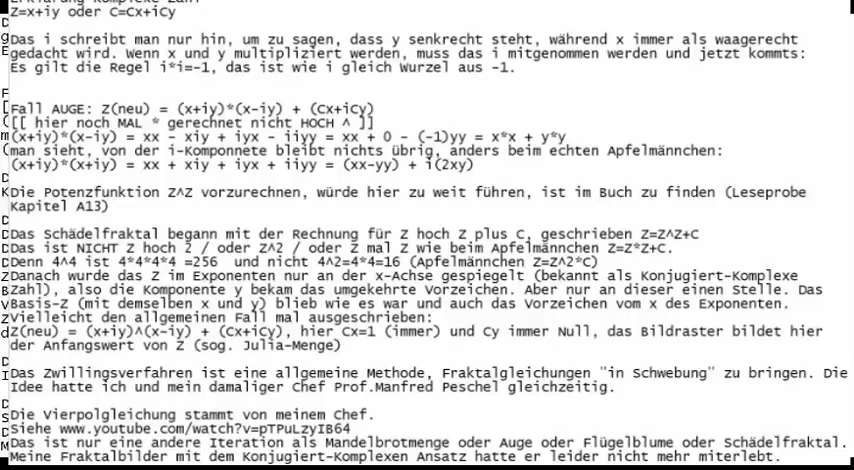 Z=x+iy oder C=Cx+iCy
Das i schreibt man nur hin, um zu sagen, dass y senkrecht steht, während x immer als waagerecht
gedacht wird. Wenn x und y multipliziert werden, muss das i mitgenommen werden und jetzt kommts:
Es gilt die Regel i*i=-1, das ist wie i gleich Wurzel aus -1.
Fall AUGE: Z(neu) = (x+iy)*(x-iy) + (Cx+iCy)
[[ hier noch MAL * gerechnet nicht HOCH ^ ]]
(x+iy)*(x-iy) = xx - xiy + iyx - iiyy = xx + 0 - (-1)yy = x*x + y*y
man sieht, von der i-Komponnete bleibt nichts übrig, anders beim echten Apfelmännchen:
(x+iy)*(x+iy) = xx + xiy + iyx + iiyy = (xx-yy) + i(2xy)
Die Potenzfunktion Z^Z vorzurechnen, würde hier zu weit führen, ist im Buch zu finden (Leseprobe
Kapitel A13)
Das Schädelfraktal begann mit der Rechnung für Z hoch Z plus C, geschrieben Z=Z^Z+C
Das ist NICHT Z hoch 2 / oder Z^2 / oder Z mal Z wie beim Apfelmännchen Z=Z*Z+C.
Denn 4^4 ist 4*4*4*4 =256 und nicht 4^2=4*4=16 (Apfelmännchen Z=Z^2*C)
Danach wurde das Z im Exponenten nur an der x-Achse gespiegelt (bekannt als Konjugiert-Komplexe
Zahl), also die Komponente y bekam das umgekehrte Vorzeichen. Aber nur an dieser einen Stelle. Das
Basis-Z (mit demselben x und y) blieb wie es war und auch das Vorzeichen vom x des Exponenten.
Vielleicht den allgemeinen Fall mal ausgeschrieben:
Z(neu) = (x+iy)^(x-iy) + (Cx+iCy), hier Cx=1 (immer) und Cy immer Null, das Bildraster bildet hier
der Anfangswert von Z (sog. Julia-Menge)
Das Zwillingsverfahren ist eine allgemeine Methode, Fraktalgleichungen "in Schwebung" zu bringen. Die
Idee hatte ich und mein damaliger Chef Prof.Manfred Peschel gleichzeitig.
Die Vierpolgleichung stammt von meinem Chef.
Siehe www.youtube.com/watch?v=pTPuLzyIB64
Das ist nur eine andere Iteration als Mandelbrotmenge oder Auge oder Flügelblume oder Schädelfraktal.
Meine Fraktalbilder mit dem Konjugiert-Komplexen Ansatz hatte er leider nicht mehr miterlebt.